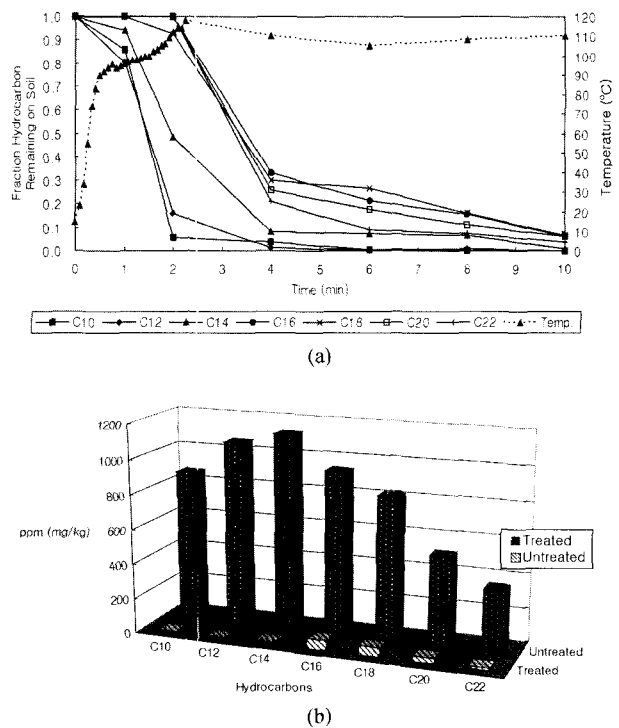 Fraction Hydrocarbon
Remaining on Soil
1.0
0.9
0.8
0.7
0.6
0.5
0.4
0.3
0.2
0.1
0.0
120
110
100
90
80
70
60
50
40
30
20
10
0
Temperature (°C)
0 1 2 4 6 8 10
Time (min)
C10 C12 C14 C16 C18 C20 C22 Temp.
(a)
ppm (mg/kg)
1200
1000
800
600
400
200
0
Treated
Untreated
Untreated
Treated
C10 C12 C14 C16 C18 C20 C22
Hydrocarbons
(b)